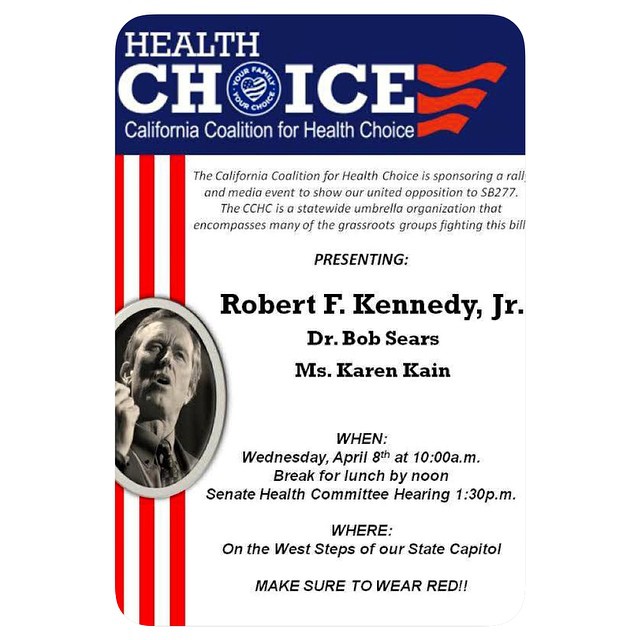 HEALTH
CHOICE
YOUR FAMILY
YOUR CHOICE
California Coalition for Health Choice
The California Coalition for Health Choice is sponsoring a rally
and media event to show our united opposition to SB277.
The CCHC is a statewide umbrella organization that
encompasses many of the grassroots groups fighting this bill
PRESENTING:
Robert F. Kennedy, Jr.
Dr. Bob Sears
Ms. Karen Kain
WHEN:
Wednesday, April 8th at 10:00a.m.
Break for lunch by noon
Senate Health Committee Hearing 1:30p.m.
WHERE:
On the West Steps of our State Capitol
MAKE SURE TO WEAR RED!!